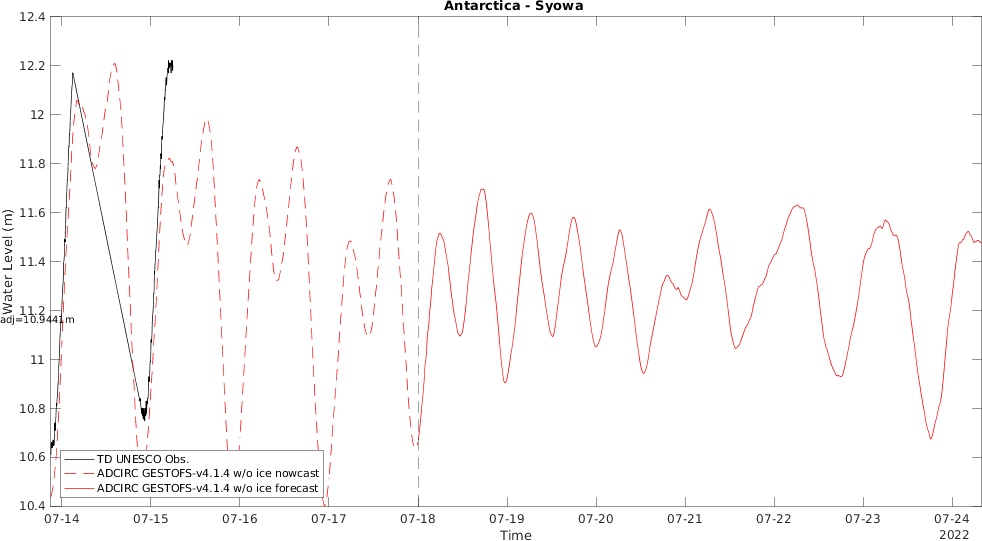 Antarctica - Syowa
12.4
12.2
12
11.8
11.6
11.4
11.2
11
10.8
10.6
10.4
Water Level (m)
adj=10.9441m
TD UNESCO Obs.
ADCIRC GESTOFS-v4.1.4 w/o ice nowcast
ADCIRC GESTOFS-v4.1.4 w/o ice forecast
07-14 07-15 07-16 07-17 07-18 07-19 07-20 07-21 07-22 07-23 07-24
Time
2022